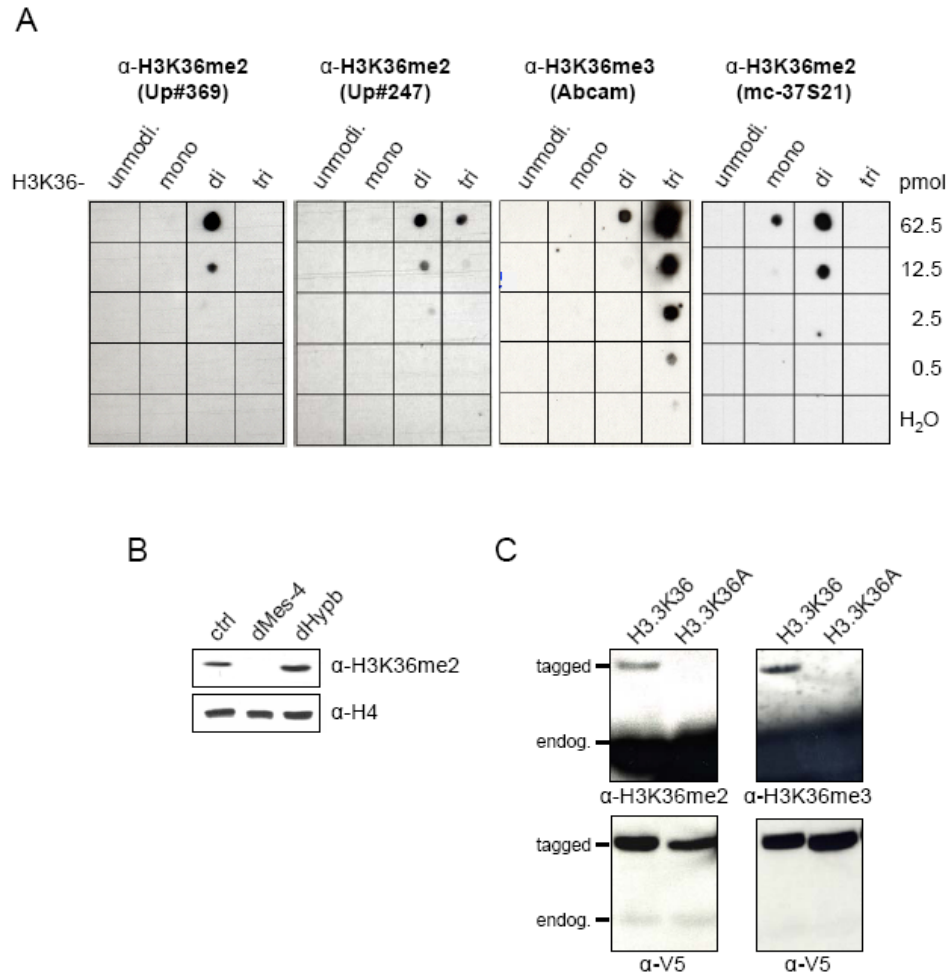 A
α-H3K36me2
(Up#369)
α-H3K36me2
(Up#247)
α-H3K36me3
(Abcam)
α-H3K36me2
(mc-37S21)
H3K36-
unmodi.
mono
di
tri
unmodi.
mono
di
tri
unmodi.
mono
di
tri
unmodi.
mono
di
tri
pmol
62.5
12.5
2.5
0.5
H₂O
B
ctrl
dMes-4
dHypb
α-H3K36me2
α-H4
C
H3.3K36
H3.3K36A
H3.3K36
H3.3K36A
tagged
endog.
α-H3K36me2
α-H3K36me3
tagged
endog.
α-V5
α-V5